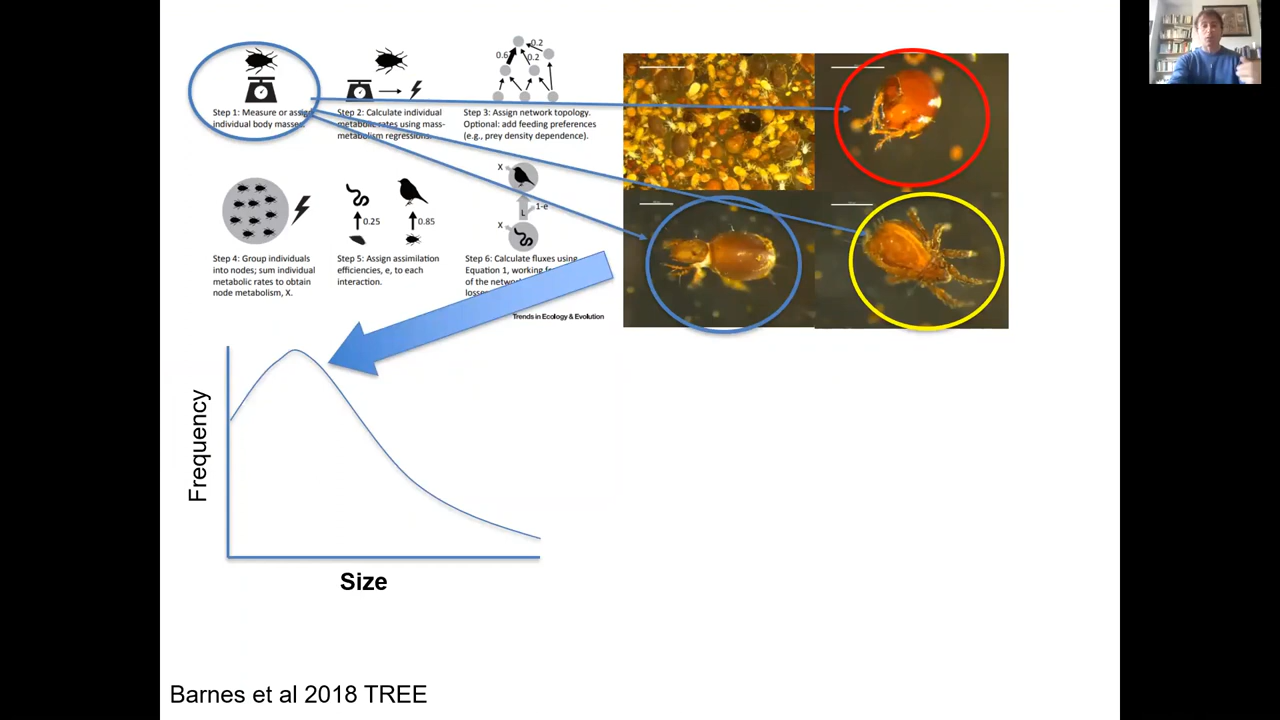 0.6
0.2
0.2
Step 1: Measure or assign
individual body masses.
Step 2: Calculate individual
metabolic rates using mass-
metabolism regressions.
Step 3: Assign network topology.
Optional: add feeding preferences
(e.g., prey density dependence).
X
L
1-e
X
0.25
0.85
Step 4: Group individuals
into nodes; sum individual
metabolic rates to obtain
node metabolism, X.
Step 5: Assign assimilation
efficiencies, e, to each
interaction.
Step 6: Calculate fluxes using
Equation 1, working
of the
Trends in Ecology & Evolution
Frequency
Size
Barnes et al 2018 TREE